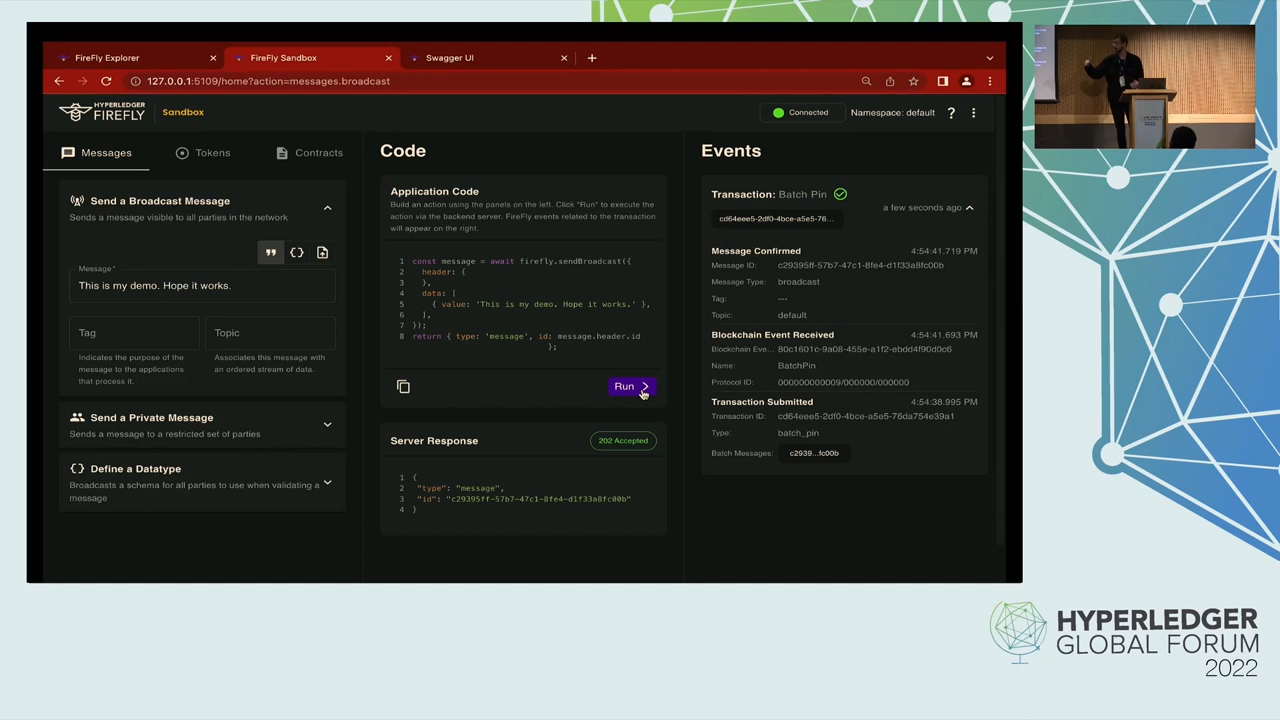 FireFly Explorer
FireFly Sandbox
Swagger UI
127.0.0.1:5109/home?action=messages.broadcast
HYPERLEDGER
FIREFLY
Sandbox
Connected
Namespace: default
Messages
Tokens
Contracts
Send a Broadcast Message
Sends a message visible to all parties in the network
Message*
This is my demo. Hope it works.
Tag
Topic
Indicates the purpose of the
message to the applications
that process it.
Associates this message with
an ordered stream of data.
Send a Private Message
Sends a message to a restricted set of parties
Define a Datatype
Broadcasts a schema for all parties to use when validating a
message
Code
Application Code
Build an action using the panels on the left. Click "Run" to execute
the action via the backend server. FireFly events related to the transaction
will appear on the right.
1 const message = await firefly.sendBroadcast({
2 header: {
3 },
4 data: [
5 { value: 'This is my demo. Hope it works.' },
6 ],
7 });
8 return { type: 'message', id: message.header.id
};
Run
Server Response
202 Accepted
1 {
2 "type": "message",
3 "id": "c29395ff-57b7-47c1-8fe4-d1f33a8fc00b"
4 }
Events
Transaction: Batch Pin
a few seconds ago
cd64eee5-2df0-4bce-a5e5-76...
Message Confirmed
4:54:41.719 PM
Message ID: c29395ff-57b7-47c1-8fe4-d1f33a8fc00b
Message Type: broadcast
Tag: ---
Topic: default
Blockchain Event Received
4:54:41.693 PM
Blockchain Eve... 80c1601c-9a08-455e-a1f2-ebdd4f90d0c6
Name: BatchPin
Protocol ID: 000000000009/000000/000000
Transaction Submitted
4:54:38.995 PM
Transaction ID: cd64eee5-2df0-4bce-a5e5-76da754e39a1
Type: batch_pin
Batch Messages: c2939...fc00b
HYPERLEDGER
GLOBAL FORUM
2022